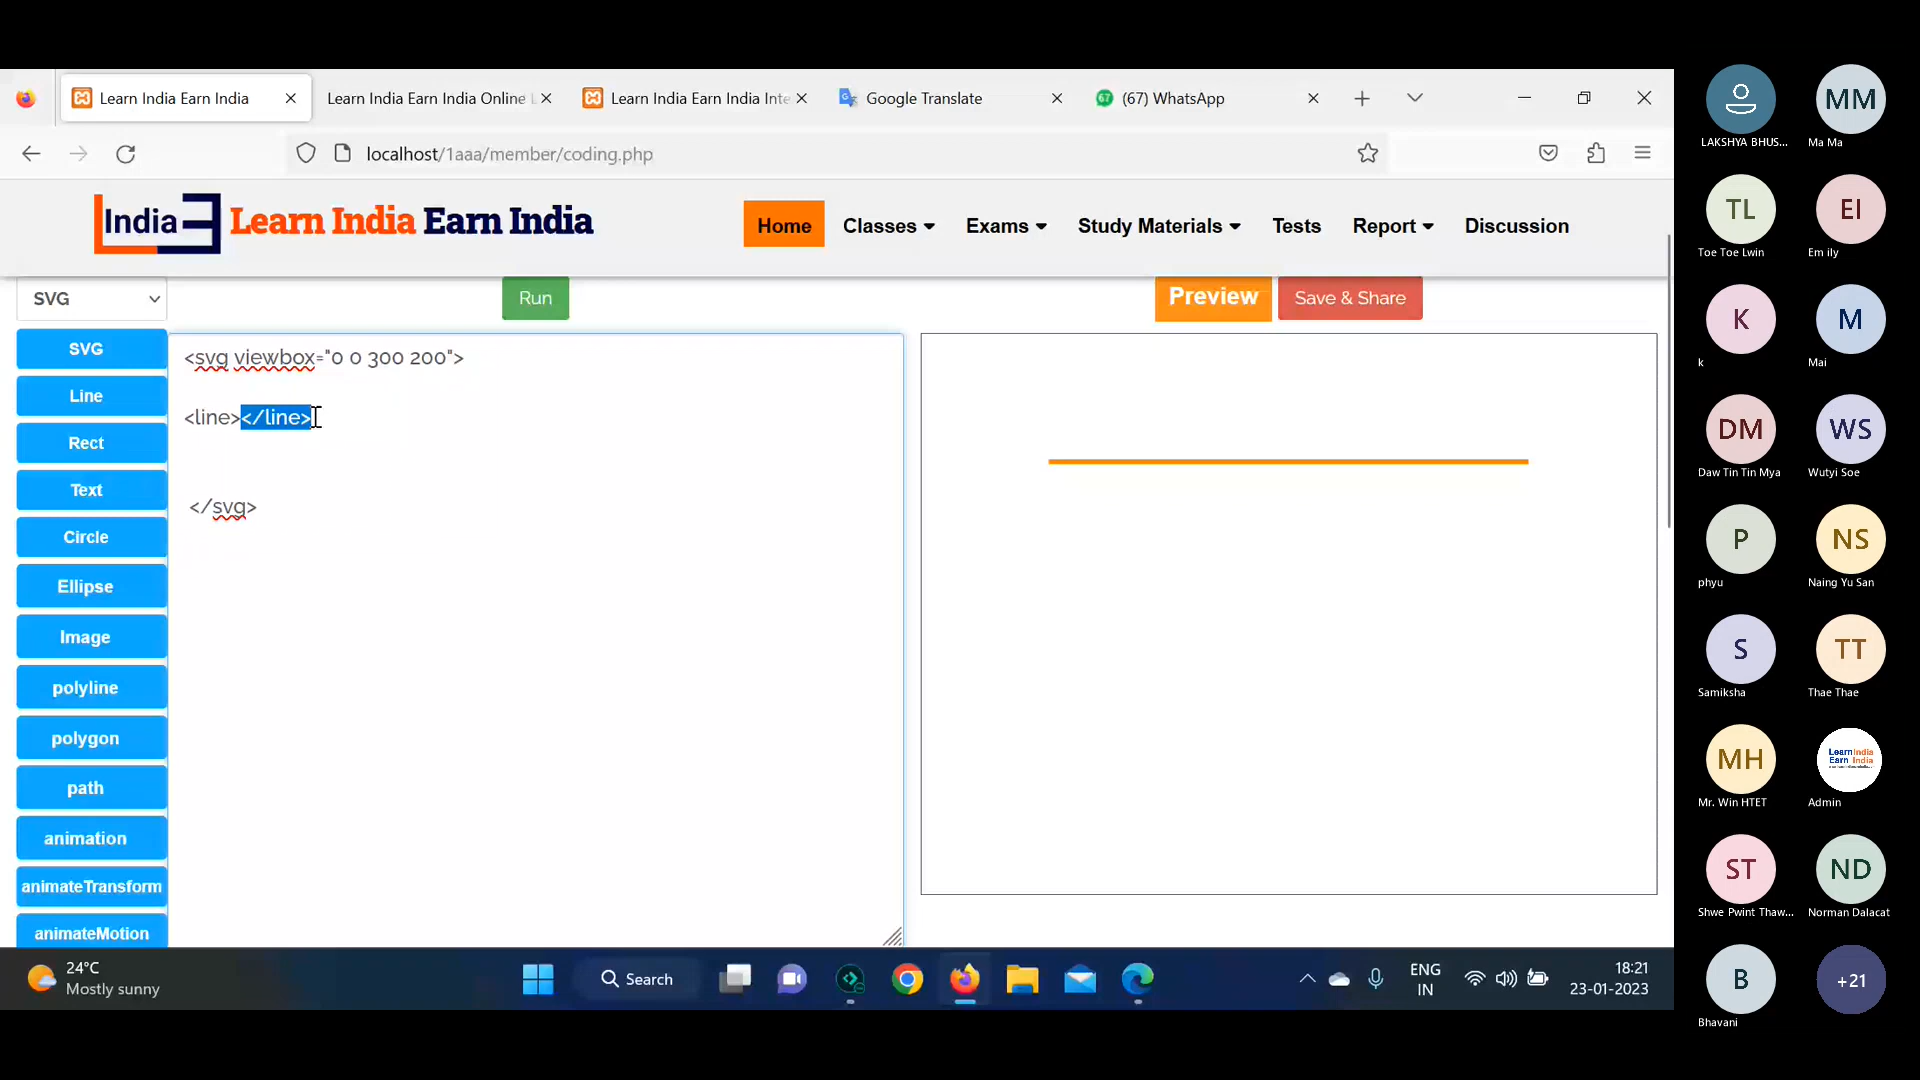 Learn India Earn India
Learn India Earn India Online
Learn India Earn India Inte
Google Translate
67
(67) WhatsApp
localhost/1aaa/member/coding.php
India
Learn India Earn India
Home
Classes
Exams
Study Materials
Tests
Report
Discussion
SVG
Run
Preview
Save & Share
SVG
Line
Rect
Text
Circle
Ellipse
Image
polyline
polygon
path
animation
animateTransform
animateMotion
<svg viewbox="0 0 300 200">
<line></line>
</svg>
24°C
Mostly sunny
Search
ENG
IN
18:21
23-01-2023
LAKSHYA BHUS...
MM
Ma Ma
TL
Toe Toe Lwin
EI
Em ily
K
k
M
Mai
DM
Daw Tin Tin Mya
WS
Wutyi Soe
P
phyu
NS
Naing Yu San
S
Samiksha
TT
Thae Thae
MH
Mr. Win HTET
Learn India
Earn India
Admin
ST
Shwe Pwint Thaw...
ND
Norman Dalacat
B
Bhavani
+21